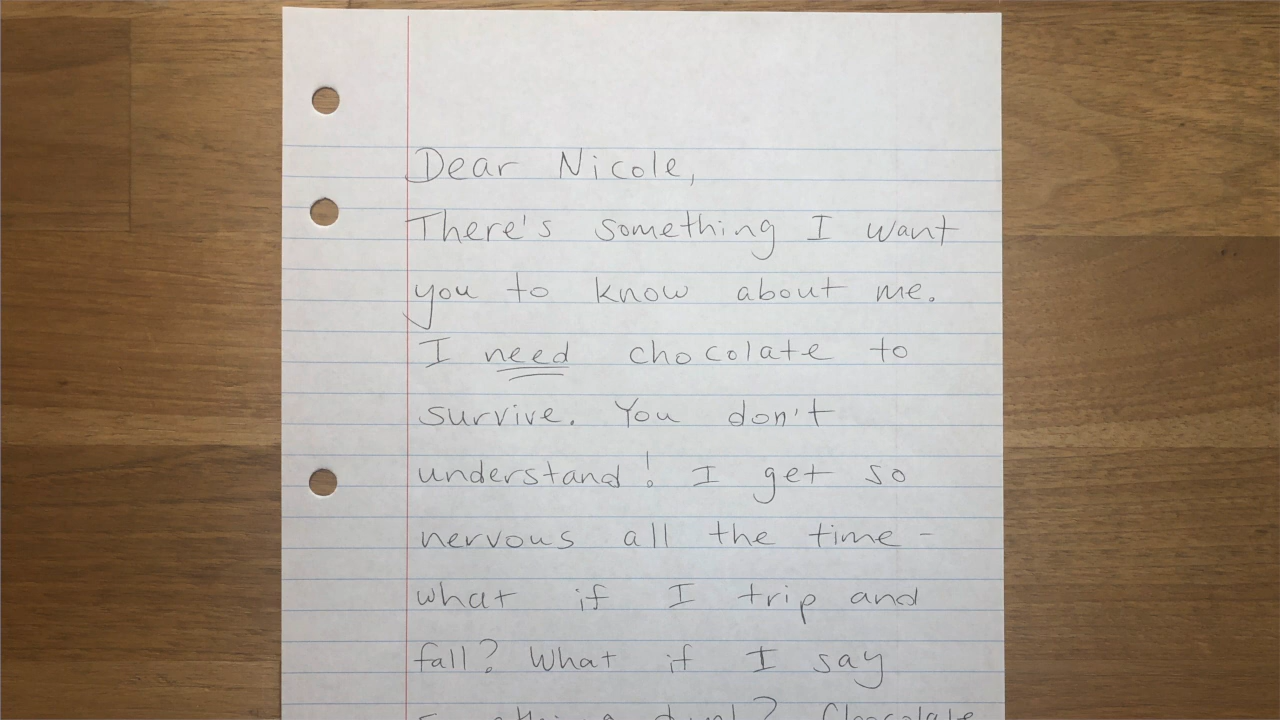 Dear Nicole,
There's something I want
you to know about me.
I need chocolate to
survive. You don't
understand! I get so
nervous all the time -
what if I trip and
fall? What if I say
Chocolate